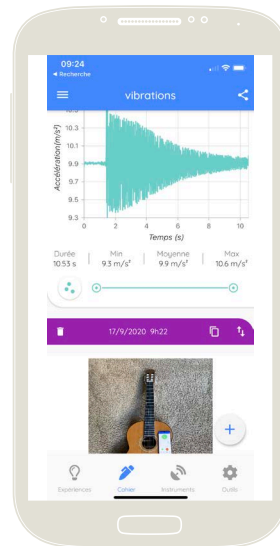 09:24
◄ Recherche
vibrations
10.5
10.3
10.1
9.9
9.7
9.5
9.3
Accélération(m/s²)
0 2 4 6 8 10
Temps (s)
Durée Min Moyenne Max
10.53 s 9.3 m/s² 9.9 m/s² 10.6 m/s²
17/9/2020 9h22
+
Expériences Cahier Instruments Outils